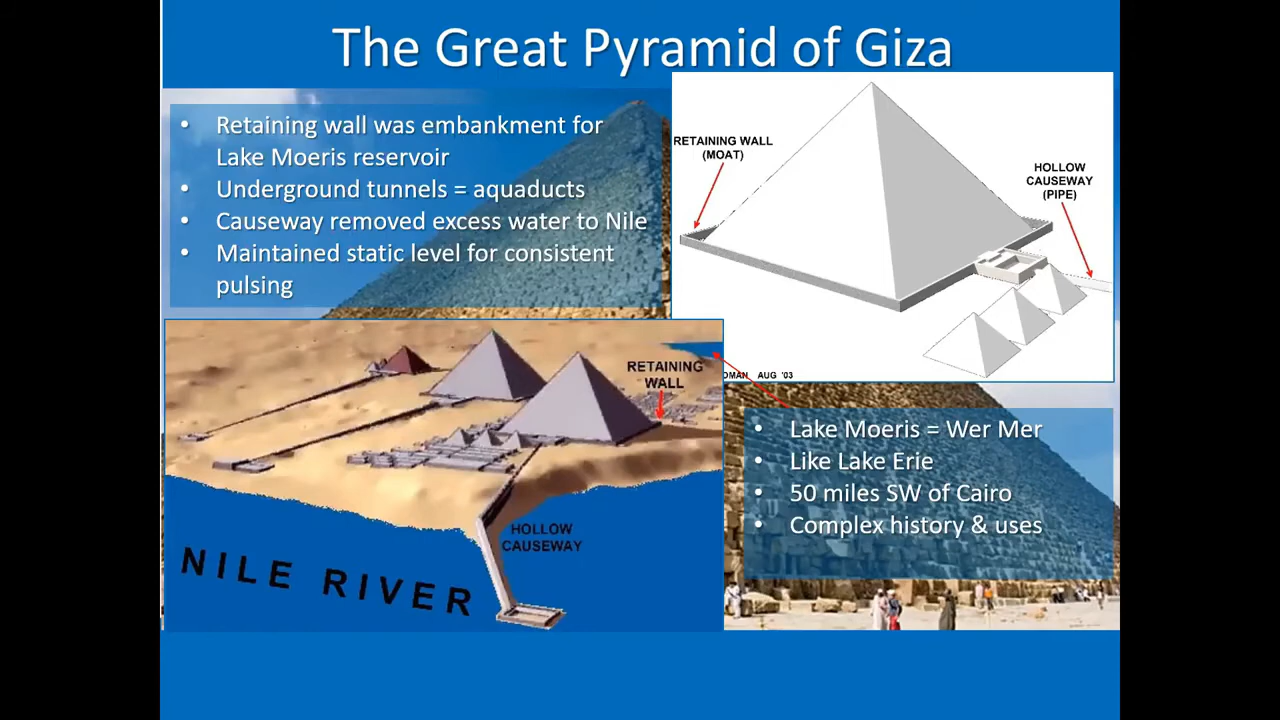 The Great Pyramid of Giza
• Retaining wall was embankment for
Lake Moeris reservoir
• Underground tunnels = aquaducts
• Causeway removed excess water to Nile
• Maintained static level for consistent
pulsing
RETAINING WALL
(MOAT)
HOLLOW
CAUSEWAY
(PIPE)
AUG '03
RETAINING
WALL
HOLLOW
CAUSEWAY
NILE RIVER
• Lake Moeris = Wer Mer
• Like Lake Erie
• 50 miles SW of Cairo
• Complex history & uses